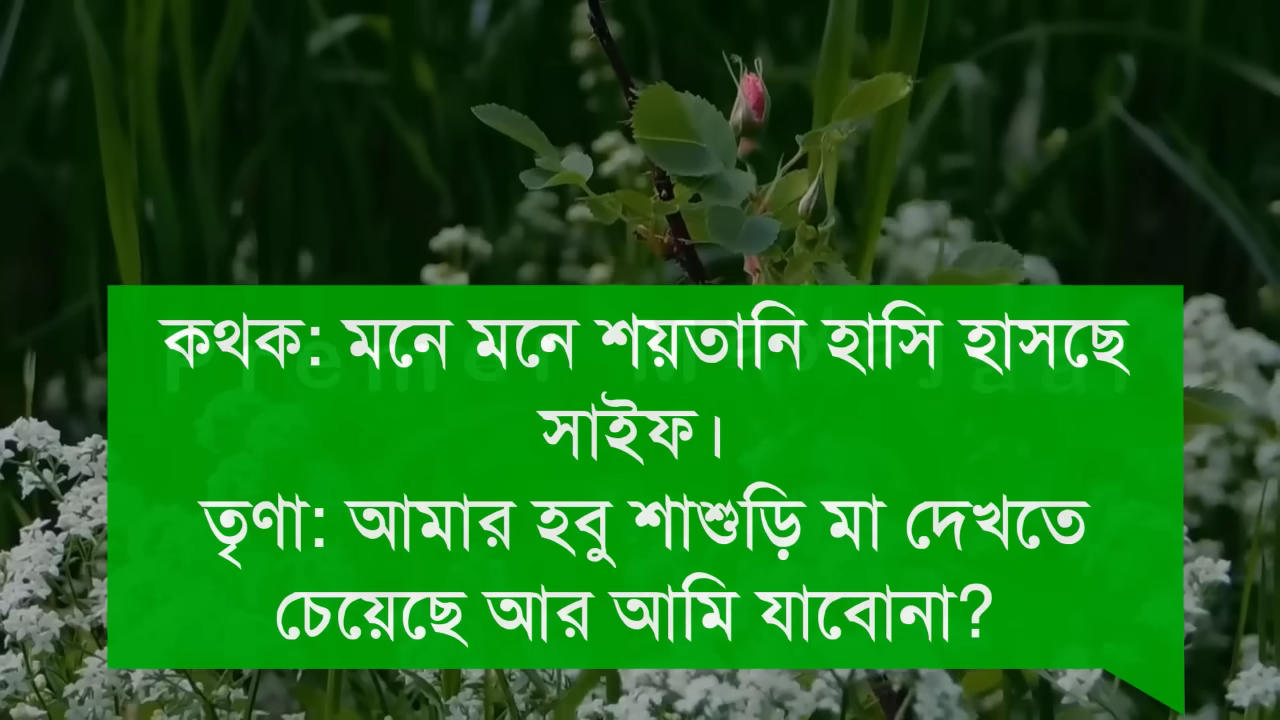 কথক: মনে মনে শয়তানি হাসি হাসছে
সাইফ।
তৃণা: আমার হবু শাশুড়ি মা দেখতে
চেয়েছে আর আমি যাবোনা?